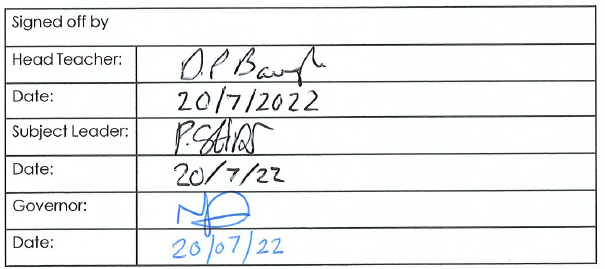 Signed off by
Head Teacher: D.P Baugh
Date: 20/7/2022
Subject Leader:
Date: 20/7/22
Governor:
Date: 20/07/22